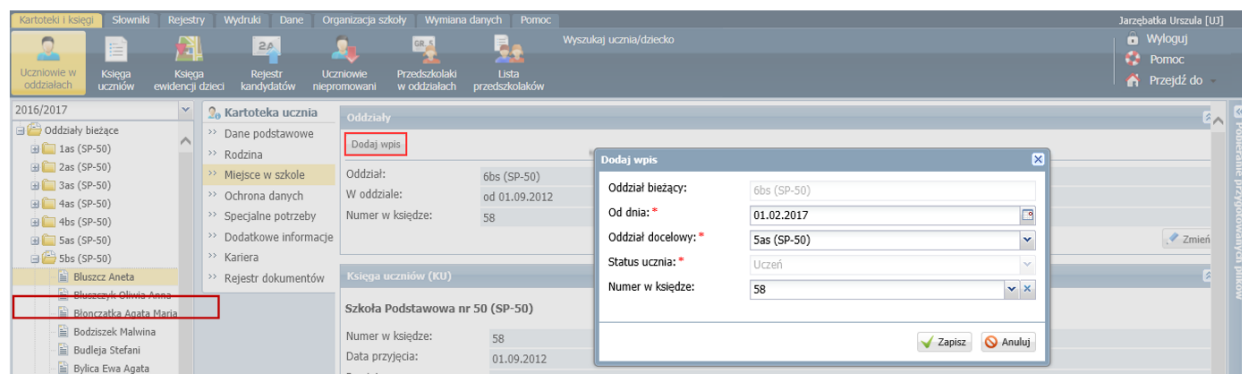 Kartoteki i księgi Słowniki Rejestry Wydruki Dane Organizacja szkoły Wymiana danych Pomoc Jarzębatka Urszula [UJ]
Uczniowie w oddziałach Księga uczniów Księga ewidencji dzieci Rejestr kandydatów Uczniowie niepromowani Przedszkolaki w oddziałach Lista przedszkolaków
Wyszukaj ucznia/dziecko
Wyloguj
Pomoc
Przejdź do
2016/2017
Oddziały bieżące
1as (SP-50)
2as (SP-50)
3as (SP-50)
4as (SP-50)
4bs (SP-50)
5as (SP-50)
5bs (SP-50)
Bluszcz Aneta
Bluszczyk Oliwia Anna
Błonczatka Agata Maria
Bodziszek Malwina
Budleja Stefani
Bylica Ewa Agata
Kartoteka ucznia
Dane podstawowe
Rodzina
Miejsce w szkole
Ochrona danych
Specjalne potrzeby
Dodatkowe informacje
Kariera
Rejestr dokumentów
Oddziały
Dodaj wpis
Oddział: 6bs (SP-50)
W oddziale: od 01.09.2012
Numer w księdze: 58
Zmień
Księga uczniów (KU)
Szkoła Podstawowa nr 50 (SP-50)
Numer w księdze: 58
Data przyjęcia: 01.09.2012
Dodaj wpis
Oddział bieżący: 6bs (SP-50)
Od dnia: * 01.02.2017
Oddział docelowy: * 5as (SP-50)
Status ucznia: * Uczeń
Numer w księdze: 58
Zapisz Anuluj
Pobieranie przygotowanych plików